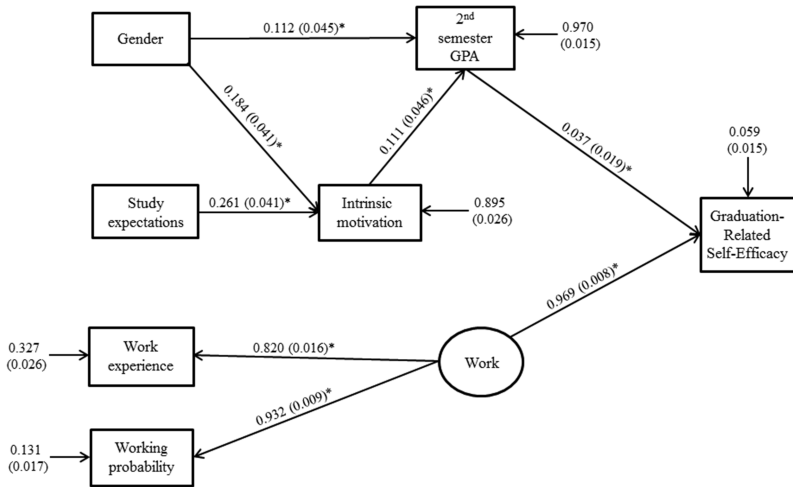 Gender
0.112 (0.045)*
2nd
semester
GPA
0.970
(0.015)
0.184 (0.041)*
0.111 (0.046)*
0.037 (0.019)*
0.059
(0.015)
Study
expectations
0.261 (0.041)*
Intrinsic
motivation
0.895
(0.026)
Graduation-
Related
Self-Efficacy
0.969 (0.008)*
0.327
(0.026)
Work
experience
0.820 (0.016)*
Work
0.932 (0.009)*
0.131
(0.017)
Working
probability